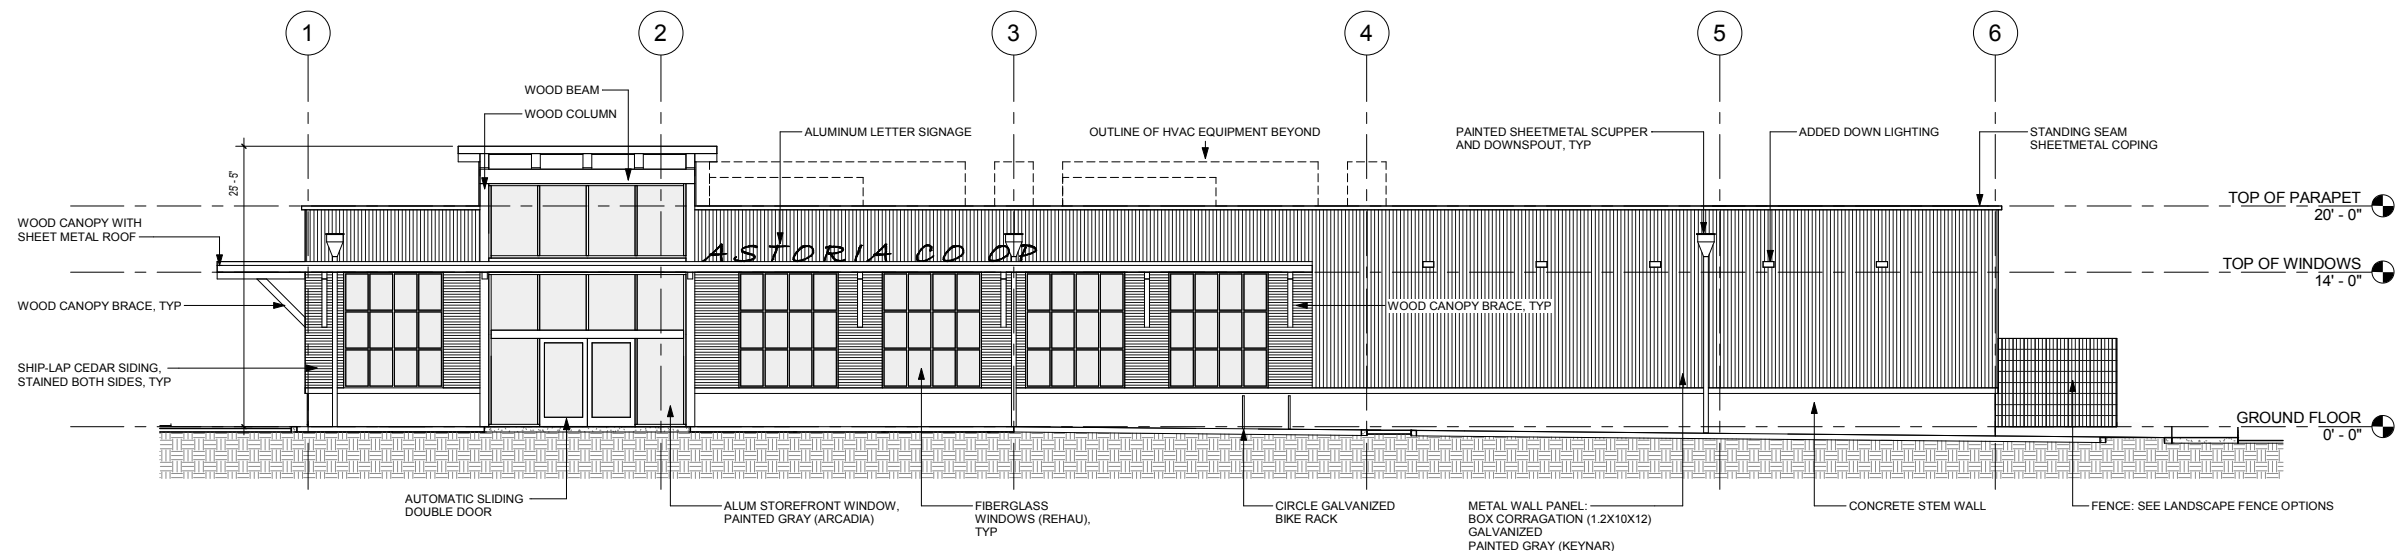 1
2
3
4
5
6
WOOD BEAM
WOOD COLUMN
ALUMINUM LETTER SIGNAGE
OUTLINE OF HVAC EQUIPMENT BEYOND
PAINTED SHEETMETAL SCUPPER
AND DOWNSPOUT, TYP
ADDED DOWN LIGHTING
STANDING SEAM
SHEETMETAL COPING
25' - 5"
TOP OF PARAPET
20' - 0"
WOOD CANOPY WITH
SHEET METAL ROOF
ASTORIA CO OP
TOP OF WINDOWS
14' - 0"
WOOD CANOPY BRACE, TYP
WOOD CANOPY BRACE, TYP
SHIP-LAP CEDAR SIDING,
STAINED BOTH SIDES, TYP
GROUND FLOOR
0' - 0"
AUTOMATIC SLIDING
DOUBLE DOOR
ALUM STOREFRONT WINDOW,
PAINTED GRAY (ARCADIA)
FIBERGLASS
WINDOWS (REHAU),
TYP
CIRCLE GALVANIZED
BIKE RACK
METAL WALL PANEL:
BOX CORRAGATION (1.2X10X12)
GALVANIZED
PAINTED GRAY (KEYNAR)
CONCRETE STEM WALL
FENCE: SEE LANDSCAPE FENCE OPTIONS